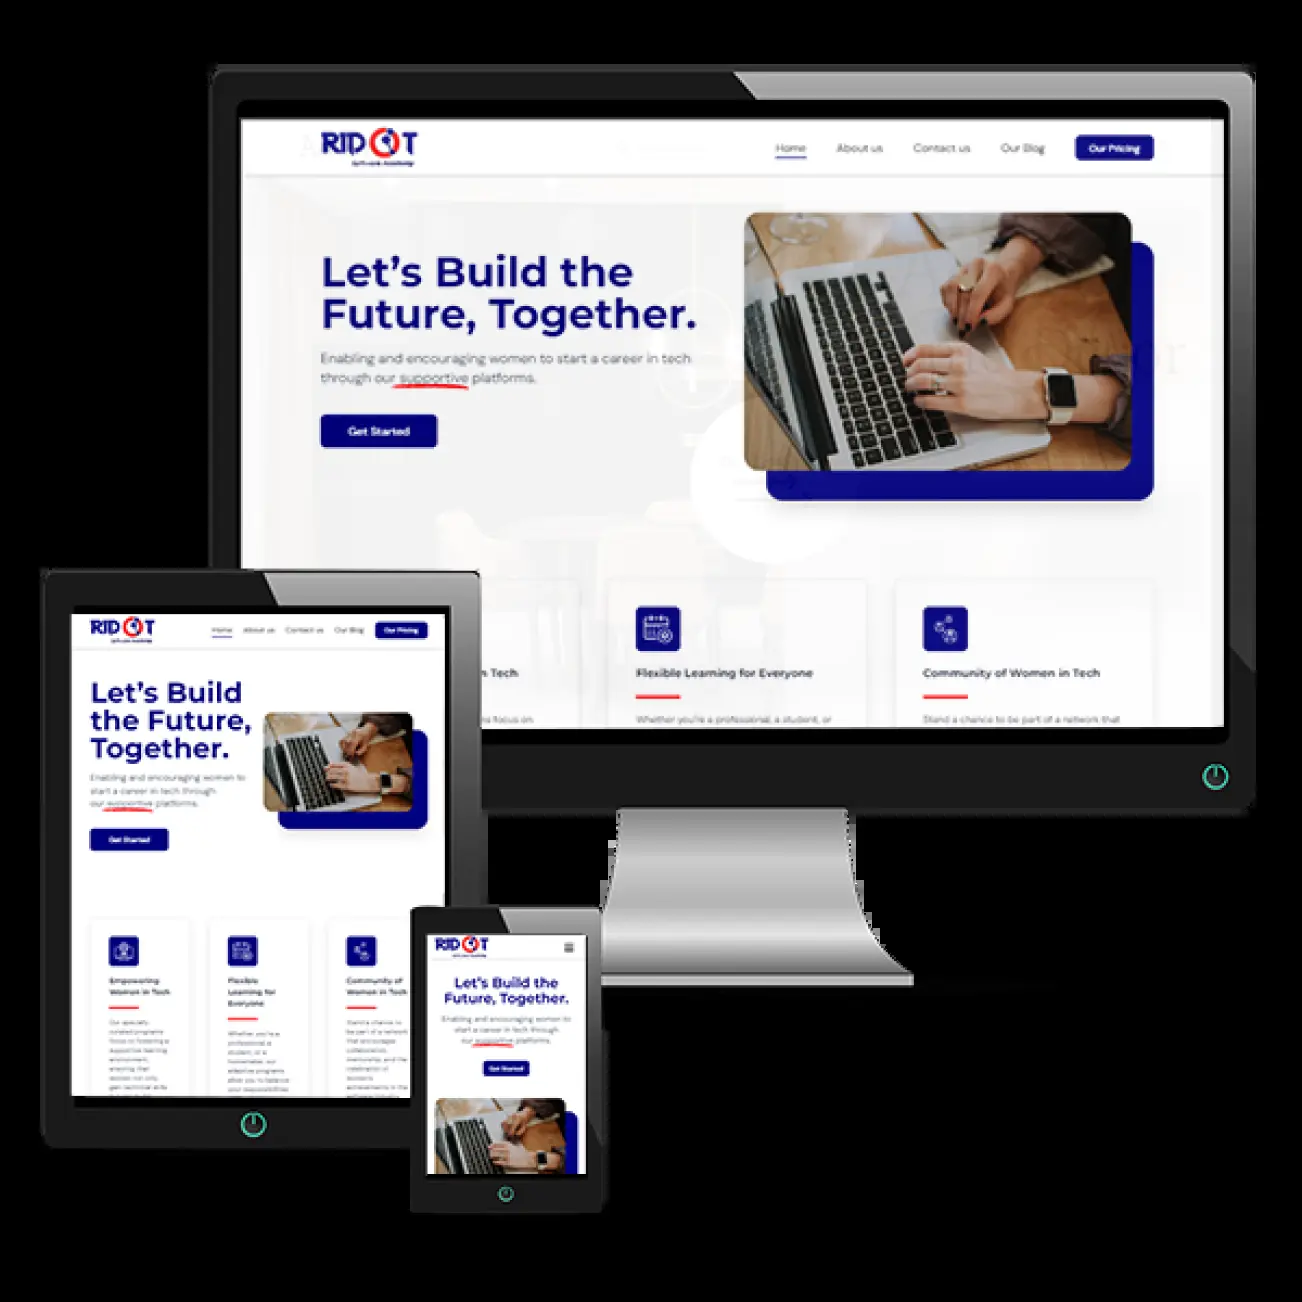 RIDOT
Software Academy
Home About us Contact us Our Blog Our Pricing
Let's Build the
Future, Together.
Enabling and encouraging women to start a career in tech
through our supportive platforms.
Get Started
n Tech
ns focus on
Flexible Learning for Everyone
Whether you're a professional, a student, or
Community of Women in Tech
Stand a chance to be part of a network that
RIDOT
Software Academy
Home About us Contact us Our Blog Our Pricing
Let's Build
the Future,
Together.
Enabling and encouraging women to
start a career in tech through
our supportive platforms.
Get Started
Empowering
Women in Tech
Our specially
curated programs
focus on fostering a
supportive learning
environment,
ensuring that
women not only
gain technical skills
Flexible
Learning for
Everyone
Whether you're a
professional, a
student, or a
homemaker, our
adaptive programs
allow you to balance
your responsibilities
Community of
Women in Tech
Stand a chance to
be part of a network
that encourages
collaboration,
mentorship, and the
celebration of
women's
achievements in the
RIDOT
Software Academy
Let's Build the
Future, Together.
Enabling and encouraging women to
start a career in tech through
our supportive platforms.
Get Started